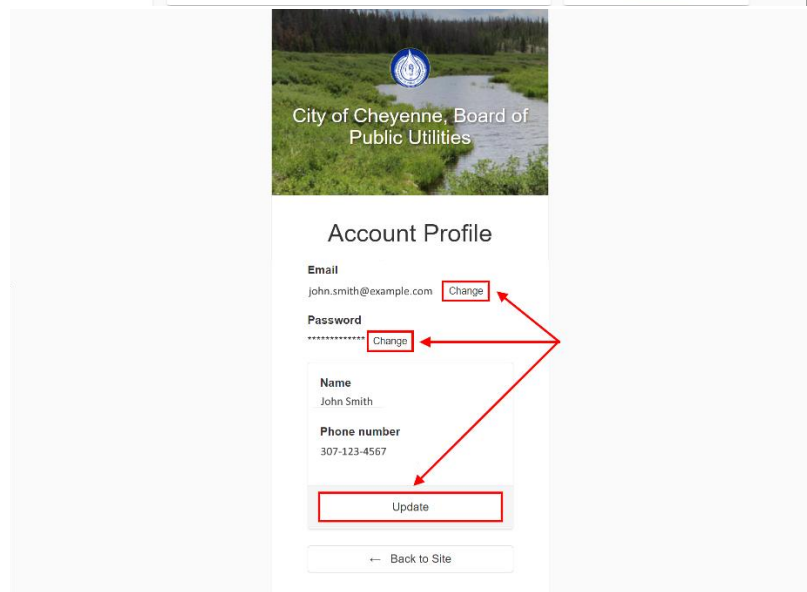 City of Cheyenne, Board of
Public Utilities
Account Profile
Email
john.smith@example.com Change
Password
************* Change
Name
John Smith
Phone number
307-123-4567
Update
← Back to Site